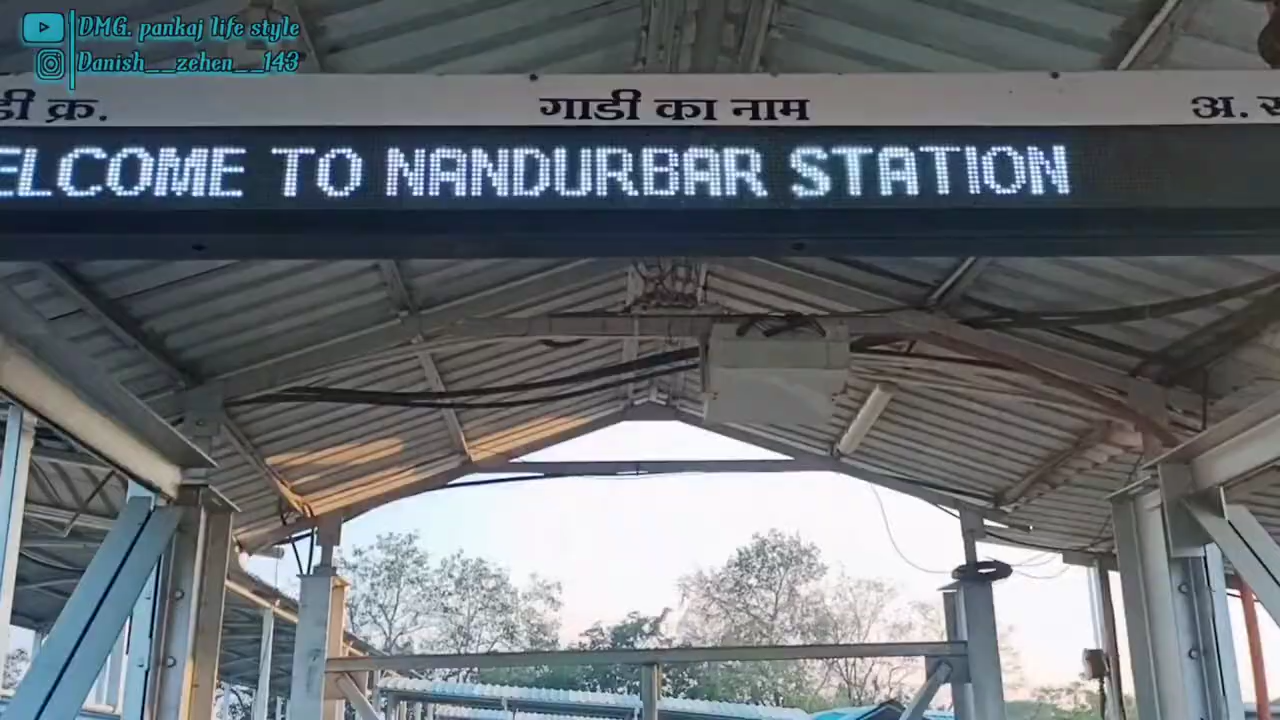 DMG. pankaj life style
Danish__zehen__143
डी क्र. गाडी का नाम अ. स
ELCOME TO NANDURBAR STATION